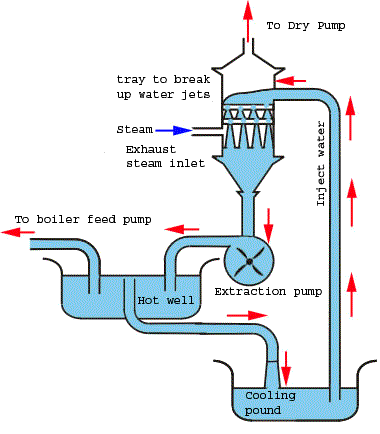 To Dry Pump
tray to break
up water jets
Steam
Exhaust
steam inlet
Inject water
To boiler feed pump
Hot well
Extraction pump
Cooling
pound